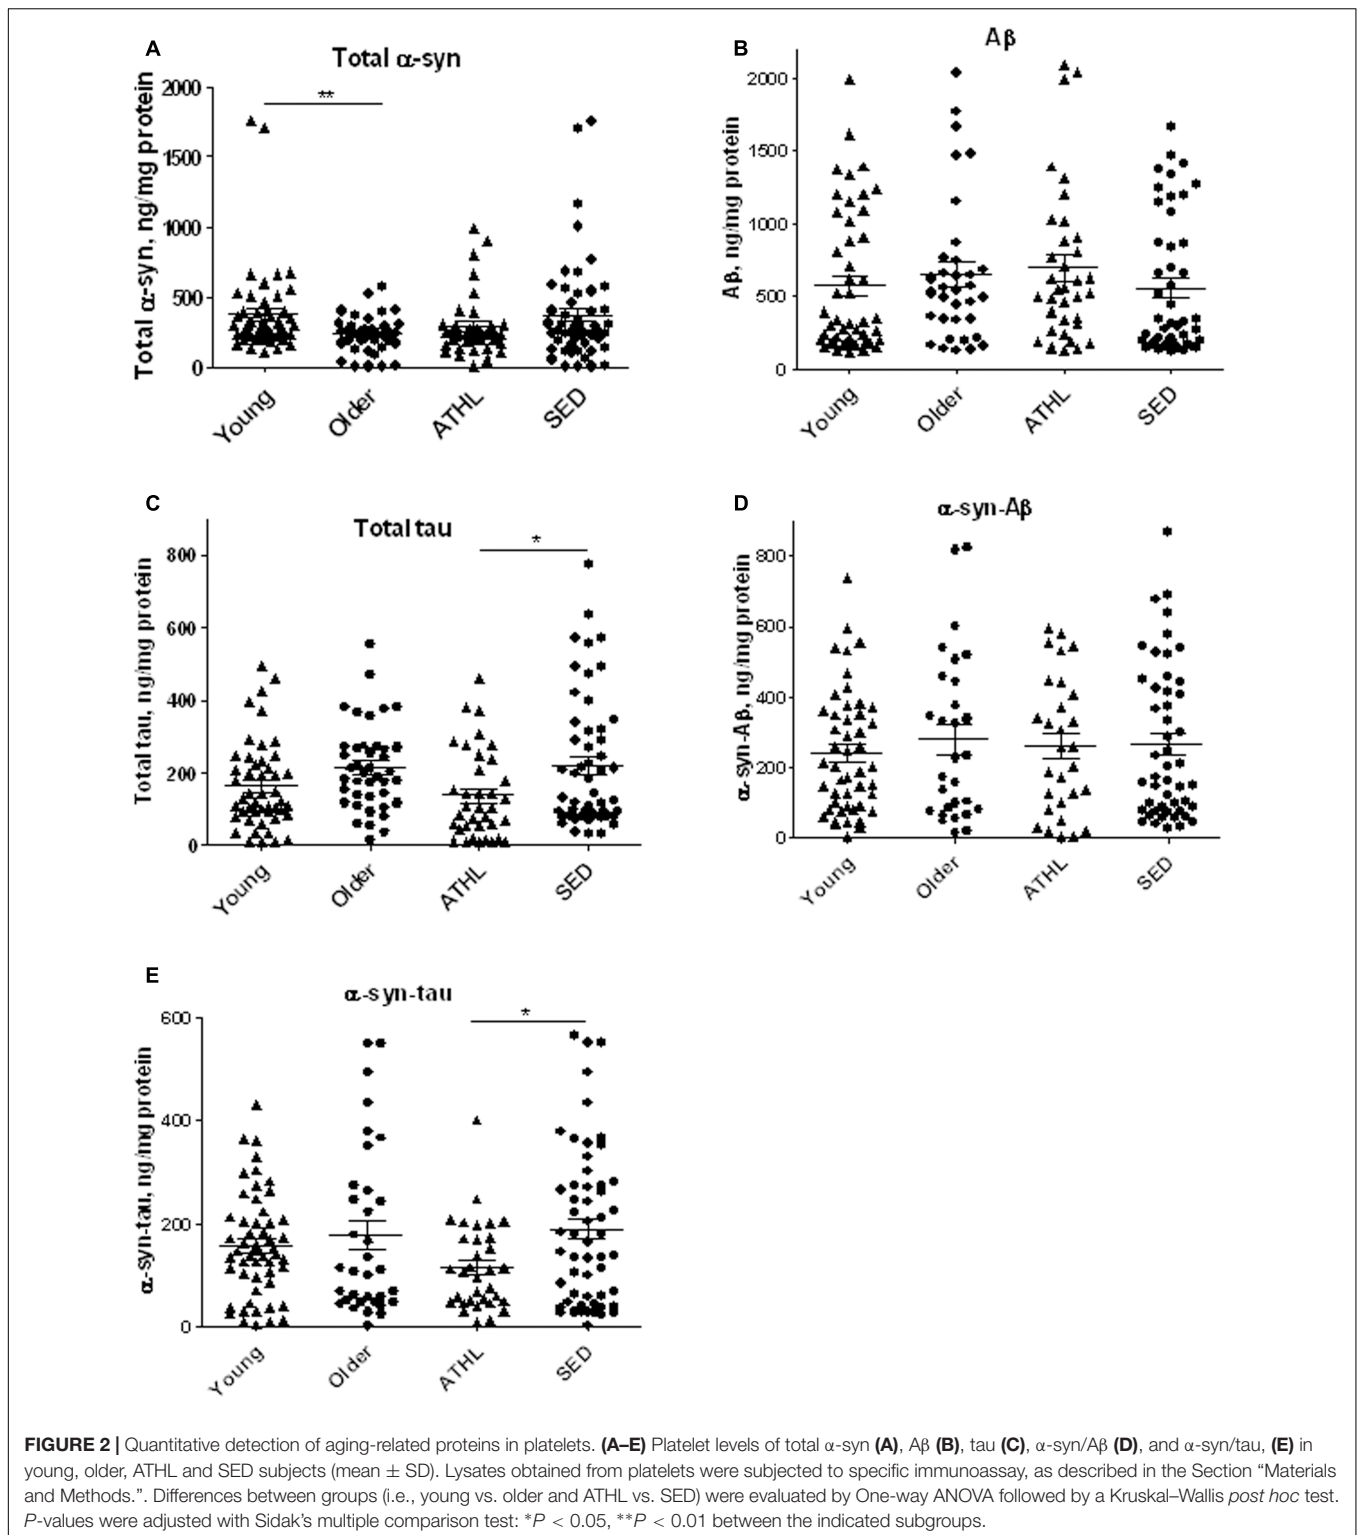 A
Total α-syn
Total α-syn, ng/mg protein
2000
1500
1000
500
0
**
Young
Older
ATHL
SED
B
Aβ
Aβ, ng/mg protein
2000
1500
1000
500
0
Young
Older
ATHL
SED
C
Total tau
Total tau, ng/mg protein
800
600
400
200
0
*
Young
Older
ATHL
SED
D
α-syn-Aβ
α-syn-Aβ, ng/mg protein
800
600
400
200
0
Young
Older
ATHL
SED
E
α-syn-tau
α-syn-tau, ng/mg protein
600
400
200
0
*
Young
Older
ATHL
SED
FIGURE 2 | Quantitative detection of aging-related proteins in platelets. (A–E) Platelet levels of total α-syn (A), Aβ (B), tau (C), α-syn/Aβ (D), and α-syn/tau, (E) in
young, older, ATHL and SED subjects (mean ± SD). Lysates obtained from platelets were subjected to specific immunoassay, as described in the Section “Materials
and Methods.”. Differences between groups (i.e., young vs. older and ATHL vs. SED) were evaluated by One-way ANOVA followed by a Kruskal–Wallis post hoc test.
P-values were adjusted with Sidak’s multiple comparison test: *P < 0.05, **P < 0.01 between the indicated subgroups.